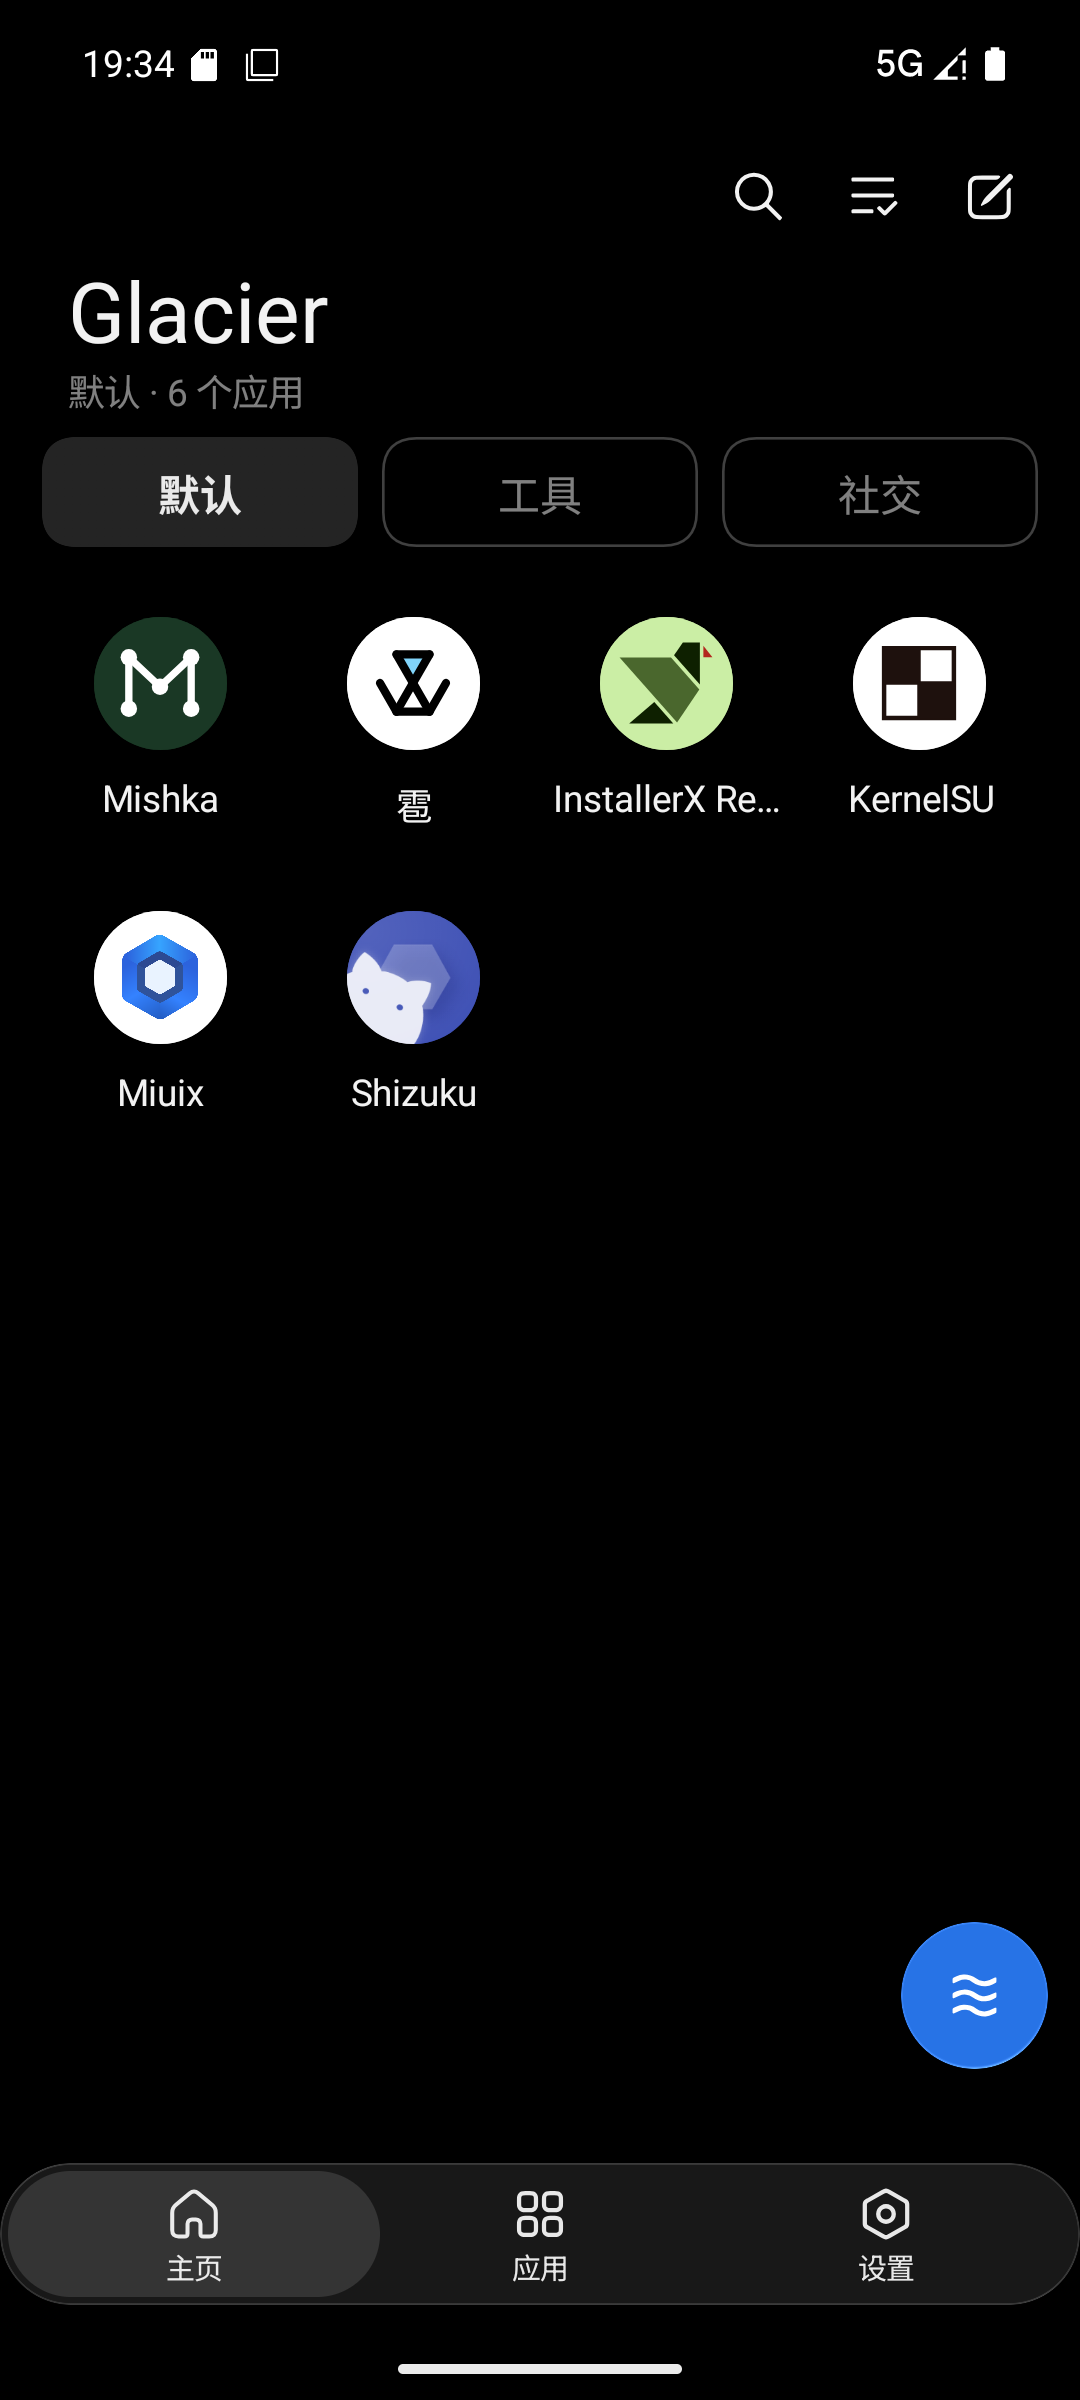 19:34
5G
Glacier
默认 · 6 个应用
默认
工具
社交
Mishka
雹
InstallerX Re…
KernelSU
Miuix
Shizuku
主页
应用
设置